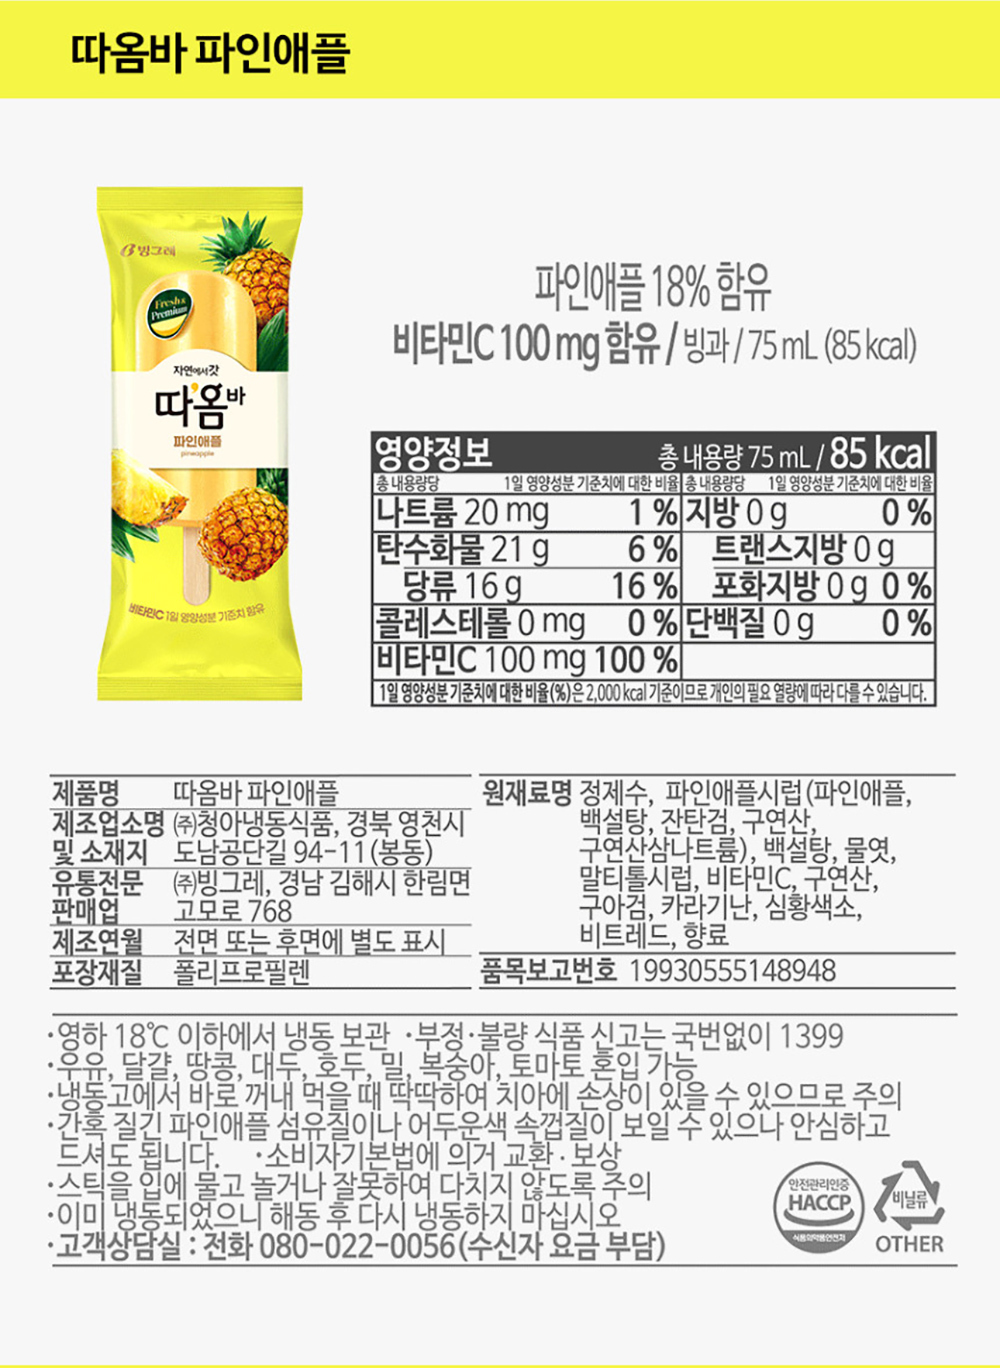 따옴바 파인애플
빙그레
Fresh &
Premium
자연에서 갓
따옴바
파인애플
pineapple
비타민C 1일 영양성분 기준치 함유
파인애플 18% 함유
비타민C 100 mg 함유 / 빙과 / 75 mL (85 kcal)
영양정보 총 내용량 75 mL / 85 kcal
총 내용량당 1일 영양성분 기준치에 대한 비율 총 내용량당 1일 영양성분 기준치에 대한 비율
나트륨 20 mg 1 % 지방 0 g 0 %
탄수화물 21 g 6 % 트랜스지방 0 g
당류 16 g 16 % 포화지방 0 g 0 %
콜레스테롤 0 mg 0 % 단백질 0 g 0 %
비타민C 100 mg 100 %
1일 영양성분 기준치에 대한 비율(%)은 2,000 kcal 기준이므로 개인의 필요 열량에 따라 다를 수 있습니다.
제품명 따옴바 파인애플
제조업소명 ㈜청아냉동식품, 경북 영천시
및 소재지 도남공단길 94-11 (봉동)
유통전문 ㈜빙그레, 경남 김해시 한림면
판매업 고모로 768
제조연월 전면 또는 후면에 별도 표시
포장재질 폴리프로필렌
원재료명 정제수, 파인애플시럽 (파인애플,
백설탕, 잔탄검, 구연산,
구연산삼나트륨), 백설탕, 물엿,
말티톨시럽, 비타민C, 구연산,
구아검, 카라기난, 심황색소,
비트레드, 향료
품목보고번호 19930555148948
·영하 18℃ 이하에서 냉동 보관 ·부정·불량 식품 신고는 국번없이 1399
·우유, 달걀, 땅콩, 대두, 호두, 밀, 복숭아, 토마토 혼입 가능
·냉동고에서 바로 꺼내 먹을 때 딱딱하여 치아에 손상이 있을 수 있으므로 주의
·간혹 질긴 파인애플 섬유질이나 어두운색 속껍질이 보일 수 있으나 안심하고
드셔도 됩니다. ·소비자기본법에 의거 교환 · 보상
·스틱을 입에 물고 놀거나 잘못하여 다치지 않도록 주의
·이미 냉동되었으니 해동 후 다시 냉동하지 마십시오
·고객상담실 : 전화 080-022-0056 (수신자 요금 부담)
안전관리인증
HACCP
식품의약품안전처
비닐류
OTHER